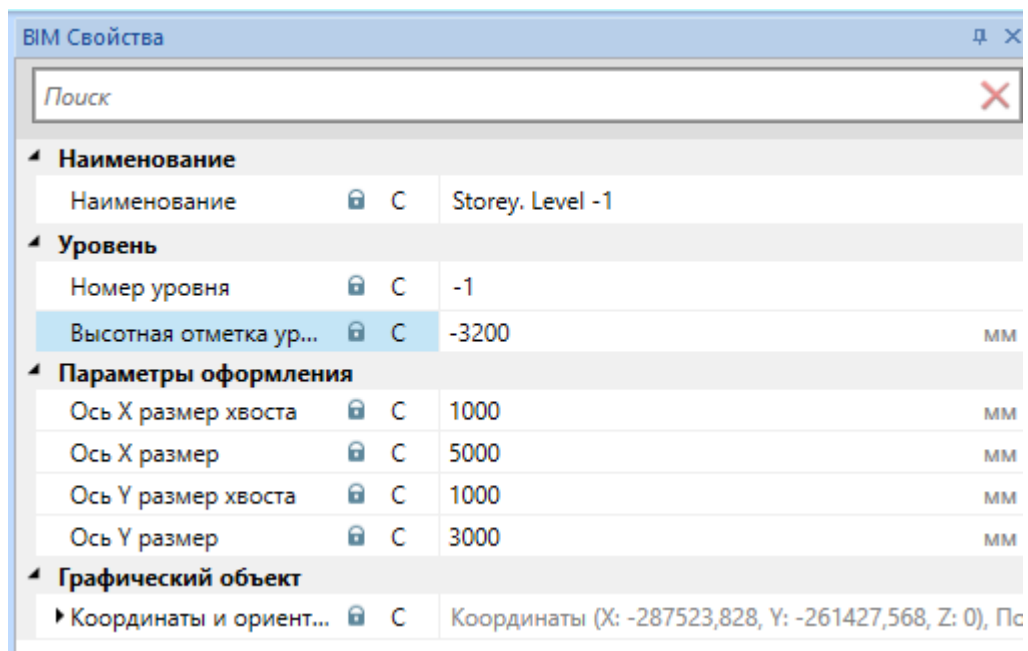 BIM Свойства
Поиск
Наименование
Наименование С Storey. Level -1
Уровень
Номер уровня С -1
Высотная отметка ур... С -3200 мм
Параметры оформления
Ось X размер хвоста С 1000 мм
Ось X размер С 5000 мм
Ось Y размер хвоста С 1000 мм
Ось Y размер С 3000 мм
Графический объект
Координаты и ориент... С Координаты (X: -287523,828, Y: -261427,568, Z: 0), По